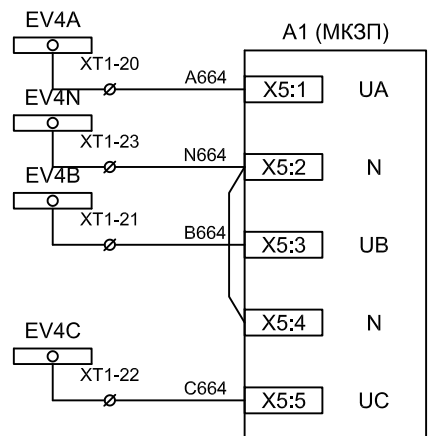 EV4A
A1 (МКЗП)
XT1-20
A664
X5:1 UA
EV4N
XT1-23
N664
X5:2 N
EV4B
XT1-21
B664
X5:3 UB
X5:4 N
EV4C
XT1-22
C664
X5:5 UC